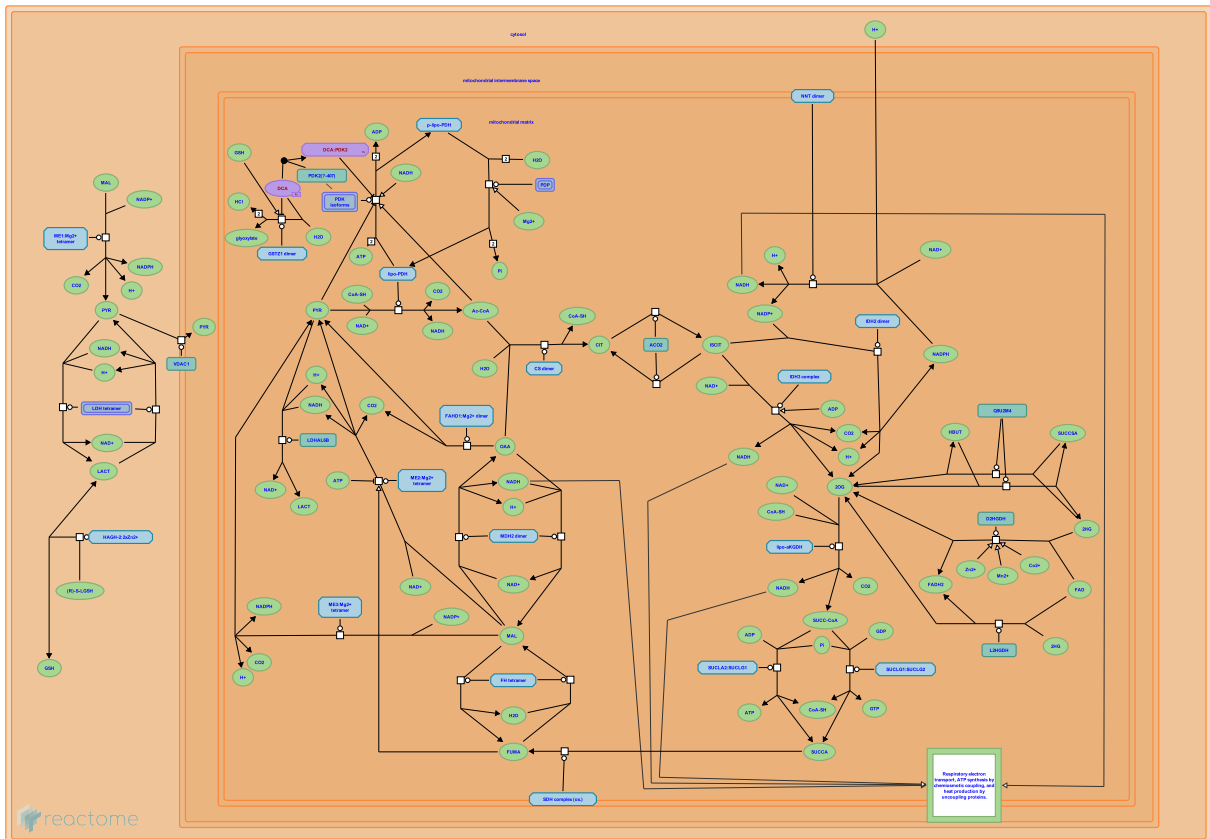 cytosol
H+
mitochondrial intermembrane space
NNT dimer
mitochondrial matrix
ADP
p-lipo-PDH
GSH
DCA:PDK2
2
2
H2O
NADH
PDK2(7-407)
MAL
DCA
PDP
NADP+
HCl
2
PDK
isoforms
Mg2+
ME1:Mg2+
tetramer
glyoxylate
H2O
2
2
NAD+
GSTZ1 dimer
ATP
H+
NADPH
PI
CO2
lipo-PDH
NADH
H+
CoA-SH
CO2
PYR
PYR
Ac-CoA
CoA-SH
NADP+
IDH2 dimer
PYR
NAD+
NADH
NADH
CIT
ACO2
ISCIT
NADPH
VDAC1
H2O
CS dimer
H+
H+
IDH3 complex
NAD+
LDH tetramer
NADH
CO2
FAHD1:Mg2+ dimer
ADP
HBUT
SUCCSA
NAD+
LDHAL5B
OAA
CO2
H+
NADH
LACT
ATP
ME2:Mg2+
tetramer
NADH
2OG
NAD+
NAD+
LACT
H+
CoA-SH
D2HGDH
2HG
HAGH-2:2xZn2+
MDH2 dimer
lipo-aKGDH
Zn2+
Mn2+
Co2+
(R)-S-LGSH
NAD+
NAD+
NADH
CO2
FADH2
FAD
NADPH
ME3:Mg2+
tetramer
NADP+
MAL
SUCC-CoA
ADP
PI
GDP
L2HGDH
2HG
GSH
CO2
H+
FH tetramer
SUCLA2:SUCLG1
SUCLG1:SUCLG2
H2O
ATP
CoA-SH
GTP
FUMA
SUCCA
SDH complex (ox.)
Respiratory electron
transport, ATP synthesis by
chemiosmotic coupling, and
heat production by
uncoupling proteins.
reactome